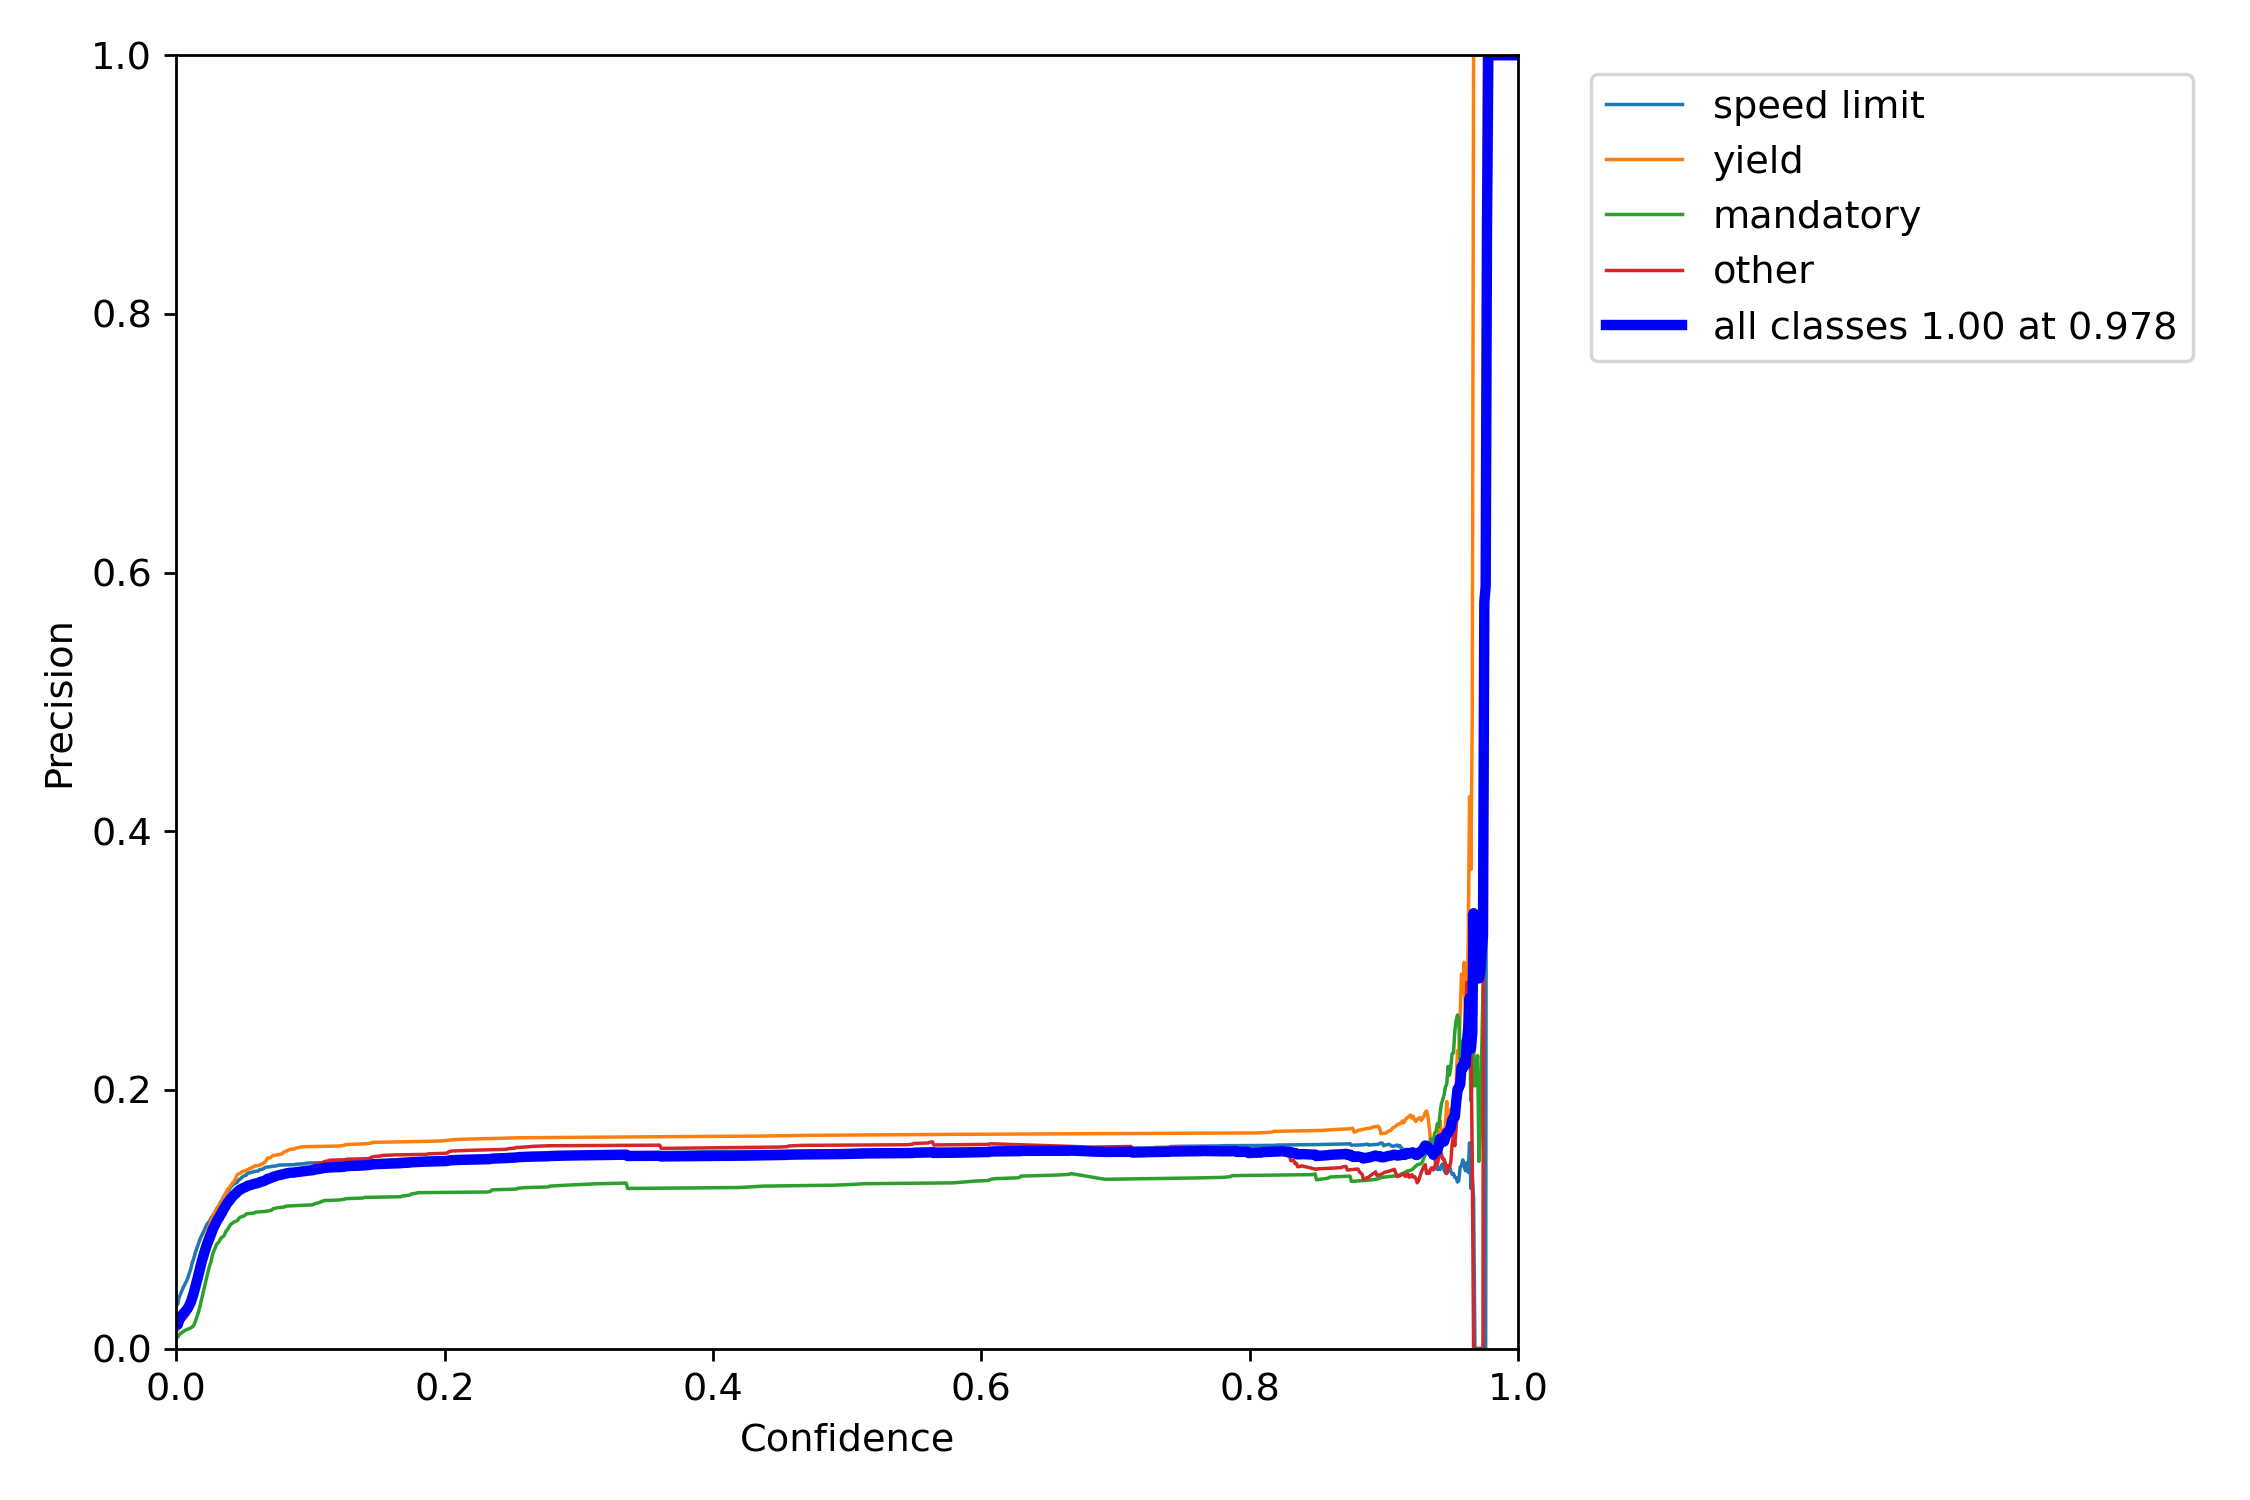 1.0
0.8
0.6
0.4
0.2
0.0
Precision
0.0 0.2 0.4 0.6 0.8 1.0
Confidence
speed limit
yield
mandatory
other
all classes 1.00 at 0.978